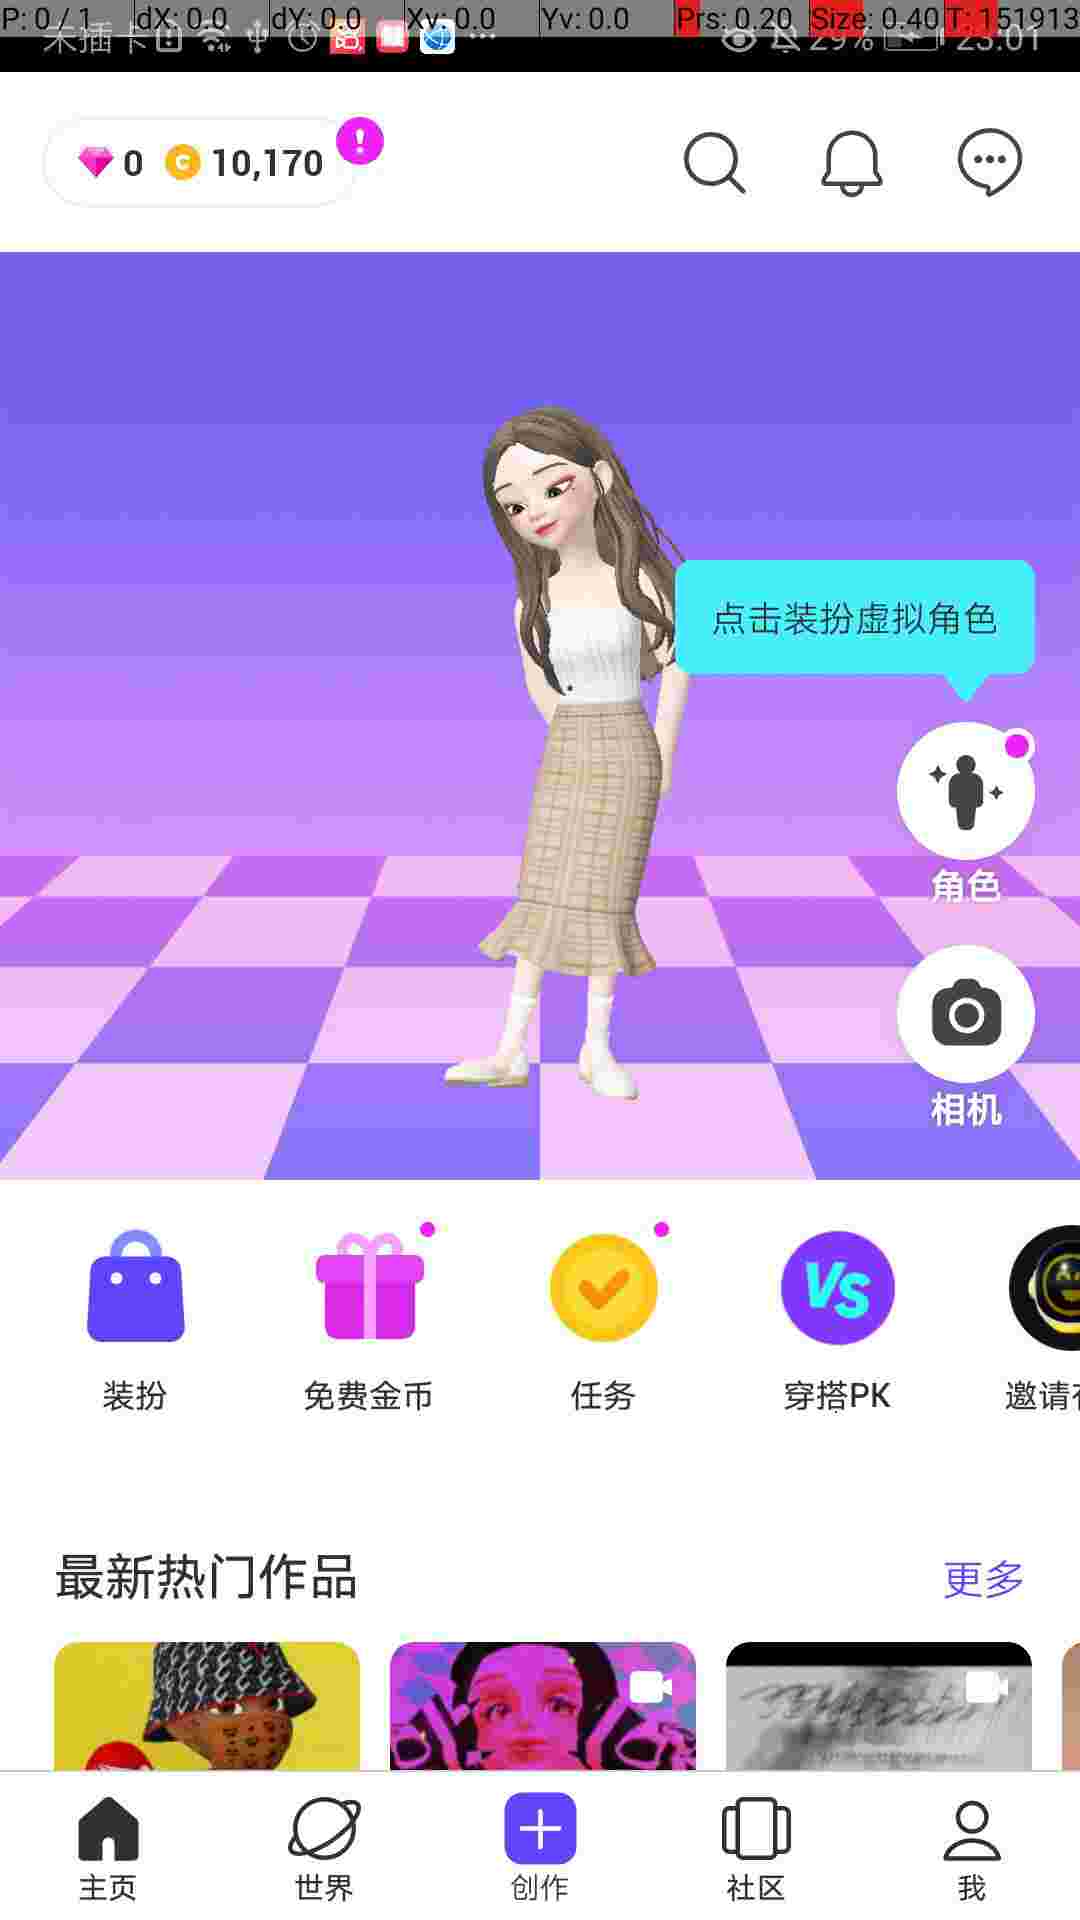 P: 0 / 1 dX: 0.0 dY: 0.0 Xv: 0.0 Yv: 0.0 Prs: 0.20 Size: 0.40 T: 151913
未插卡 29% 23:01
0 10,170
点击装扮虚拟角色
角色
相机
VS
装扮 免费金币 任务 穿搭PK 邀请
最新热门作品 更多
主页 世界 创作 社区 我